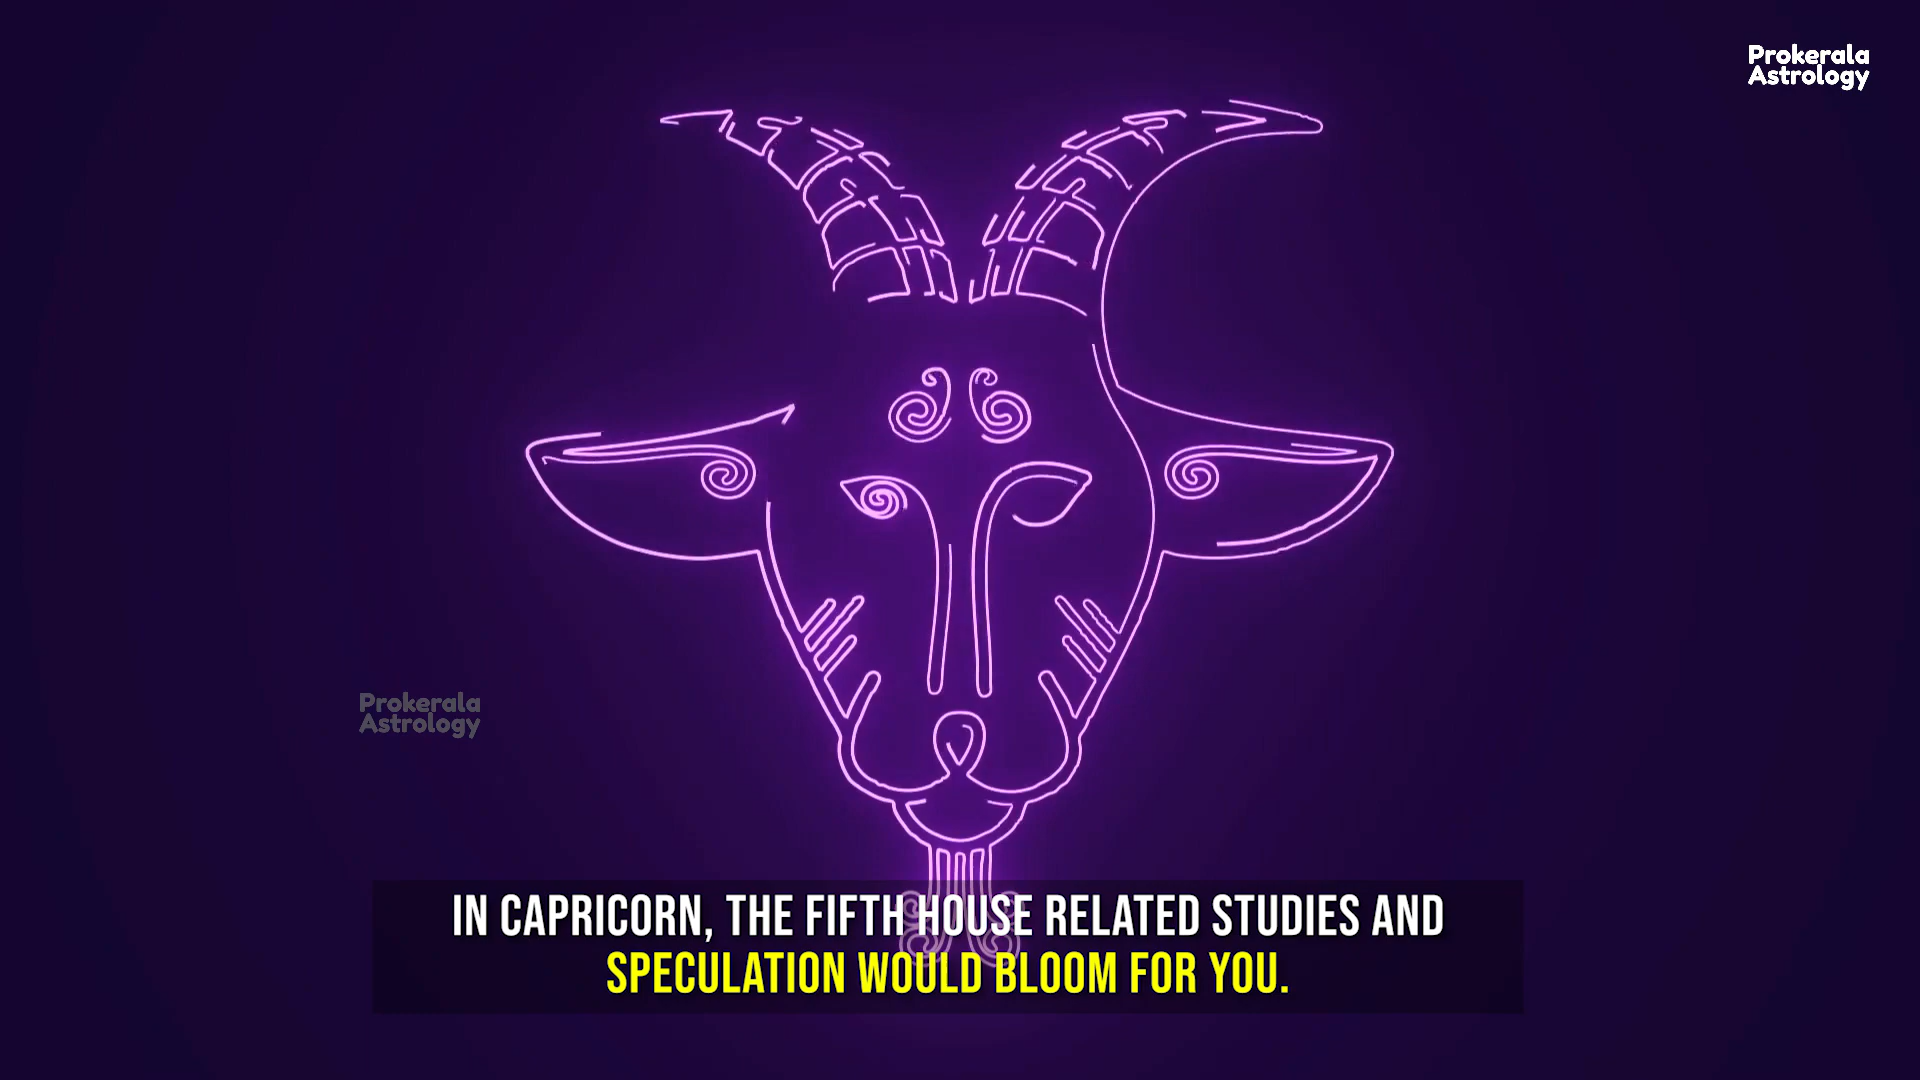 Prokerala
Astrology
Prokerala
Astrology
IN CAPRICORN, THE FIFTH HOUSE RELATED STUDIES AND
SPECULATION WOULD BLOOM FOR YOU.